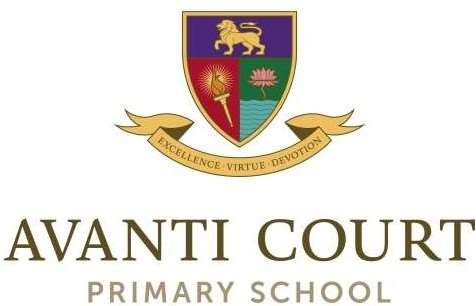 EXCELLENCE · VIRTUE · DEVOTION
AVANTI COURT
PRIMARY SCHOOL